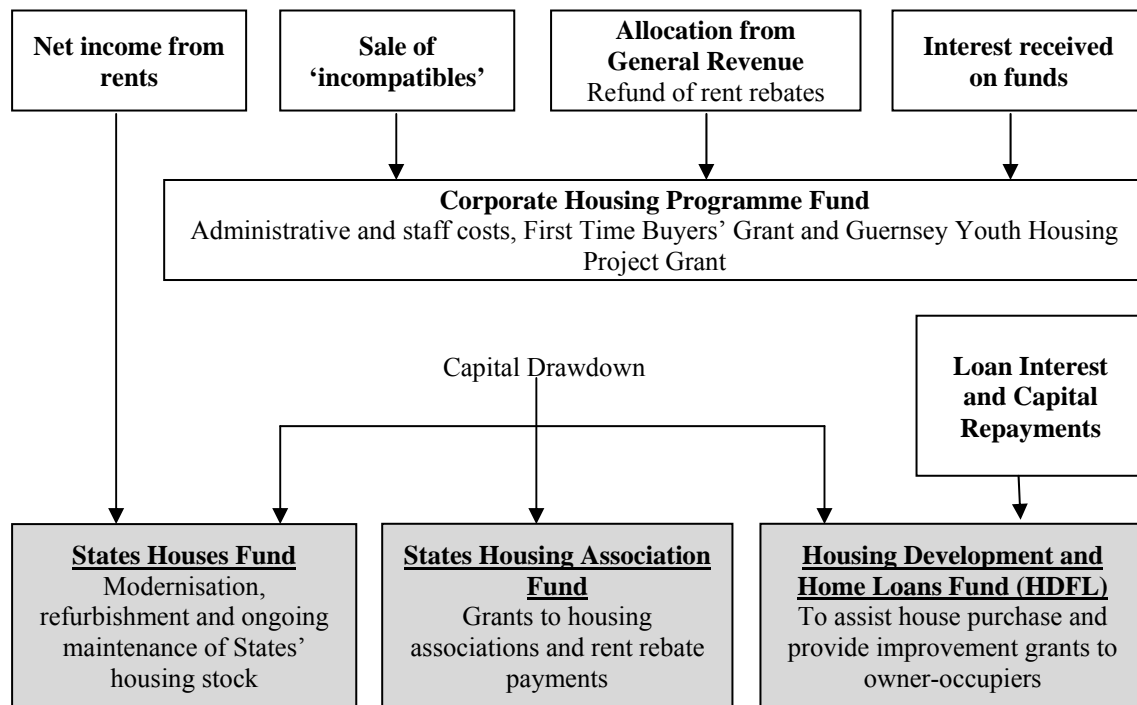 Net income from
rents
Sale of
‘incompatibles’
Allocation from
General Revenue
Refund of rent rebates
Interest received
on funds
Corporate Housing Programme Fund
Administrative and staff costs, First Time Buyers’ Grant and Guernsey Youth Housing
Project Grant
Capital Drawdown
Loan Interest
and Capital
Repayments
States Houses Fund
Modernisation,
refurbishment and ongoing
maintenance of States’
housing stock
States Housing Association
Fund
Grants to housing
associations and rent rebate
payments
Housing Development and
Home Loans Fund (HDFL)
To assist house purchase and
provide improvement grants to
owner-occupiers